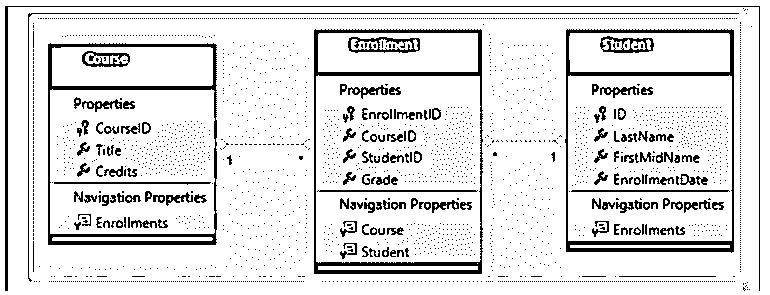 Course
Properties
CourseID
Title
Credits
Navigation Properties
Enrollments
1
*
Enrollment
Properties
EnrollmentID
CourseID
StudentID
Grade
Navigation Properties
Course
Student
*
1
Student
Properties
ID
LastName
FirstMidName
EnrollmentDate
Navigation Properties
Enrollments